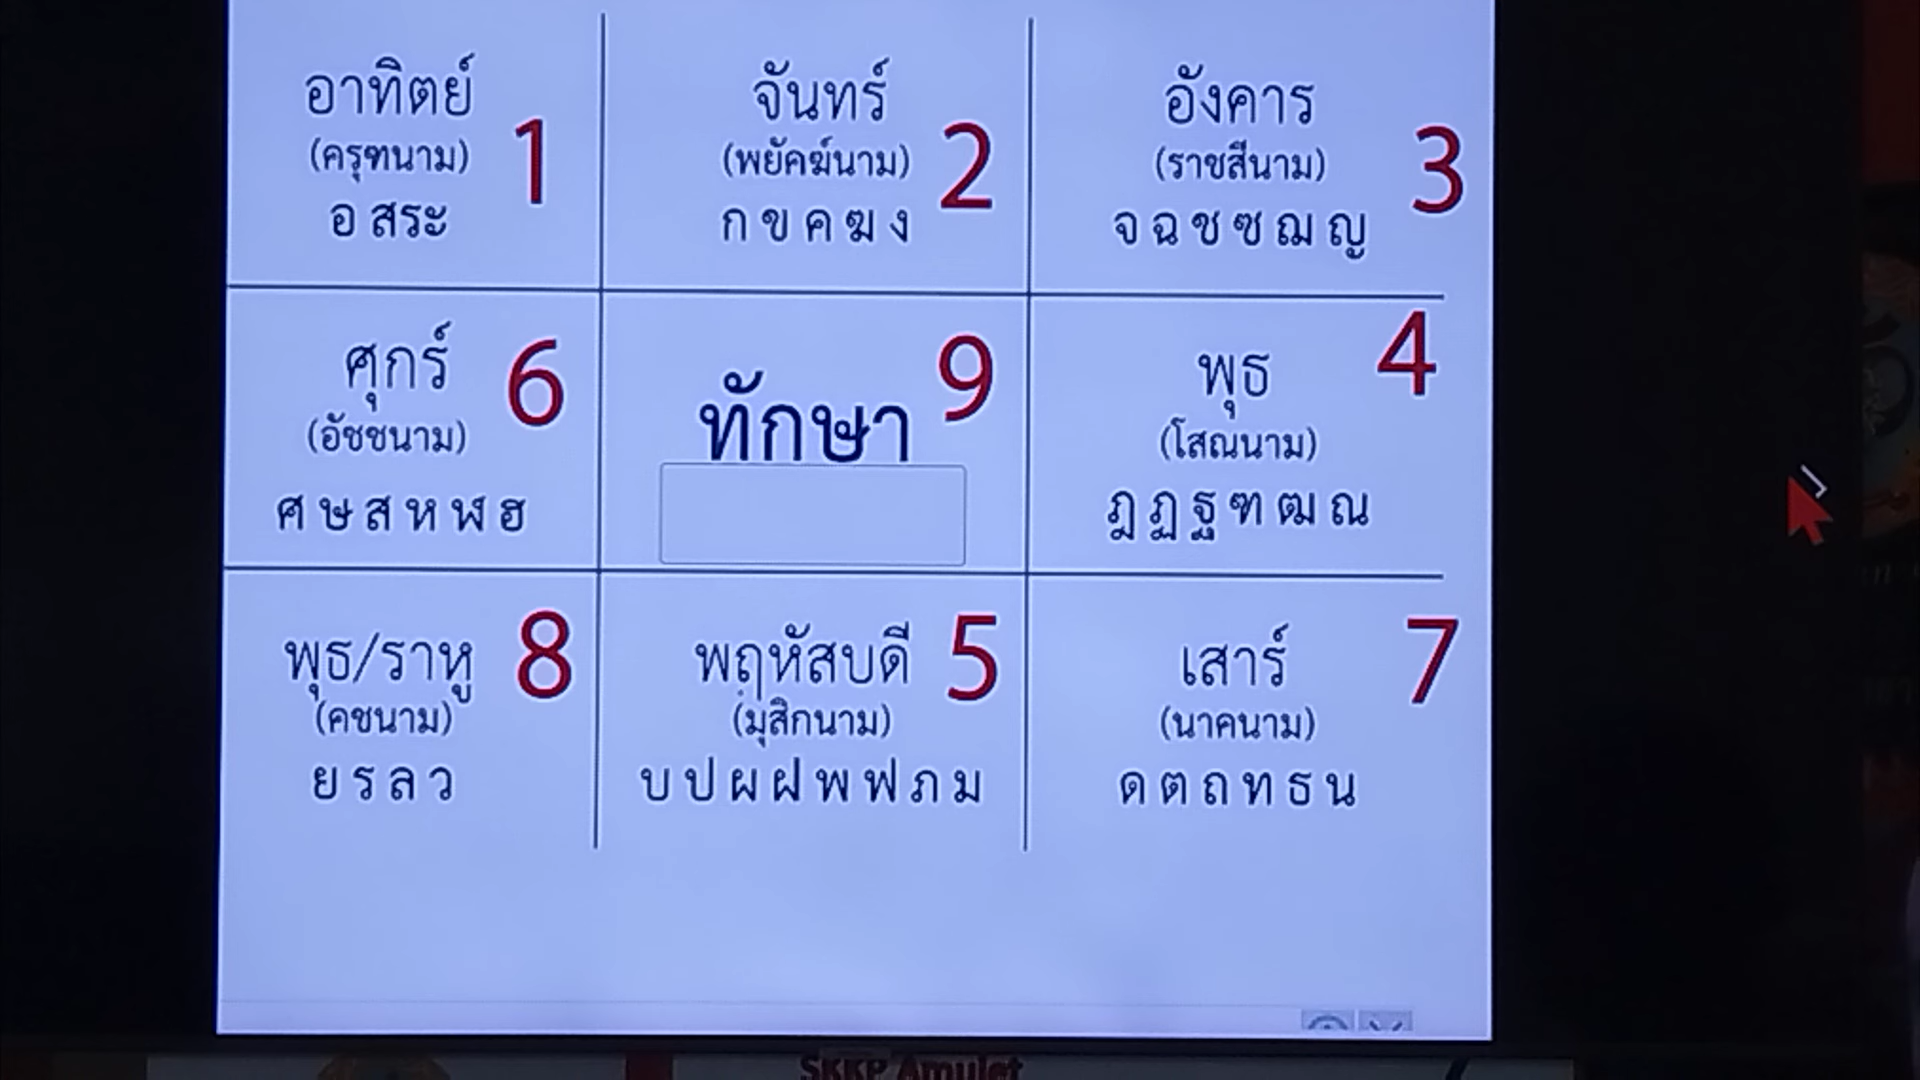 อาทิตย์
(ครุฑนาม)
อ สระ
1
จันทร์
(พยัคฆ์นาม)
ก ข ค ฆ ง
2
อังคาร
(ราชสีนาม)
จ ฉ ช ซ ฌ ญ
3
ศุกร์
(อัชชนาม)
ศ ษ ส ห ฬ ฮ
6
ทักษา
9
พุธ
(โสณนาม)
ฎ ฏ ฐ ฑ ฒ ณ
4
พุธ/ราหู
(คชนาม)
ย ร ล ว
8
พฤหัสบดี
(มุสิกนาม)
บ ป ผ ฝ พ ฟ ภ ม
5
เสาร์
(นาคนาม)
ด ต ถ ท ธ น
7
SKKP Amulet